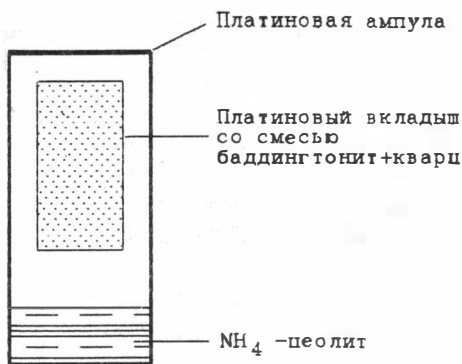 Платиновая ампула
Платиновый вкладыш
со смесью
баддингтонит+кварц
NH₄ -цеолит